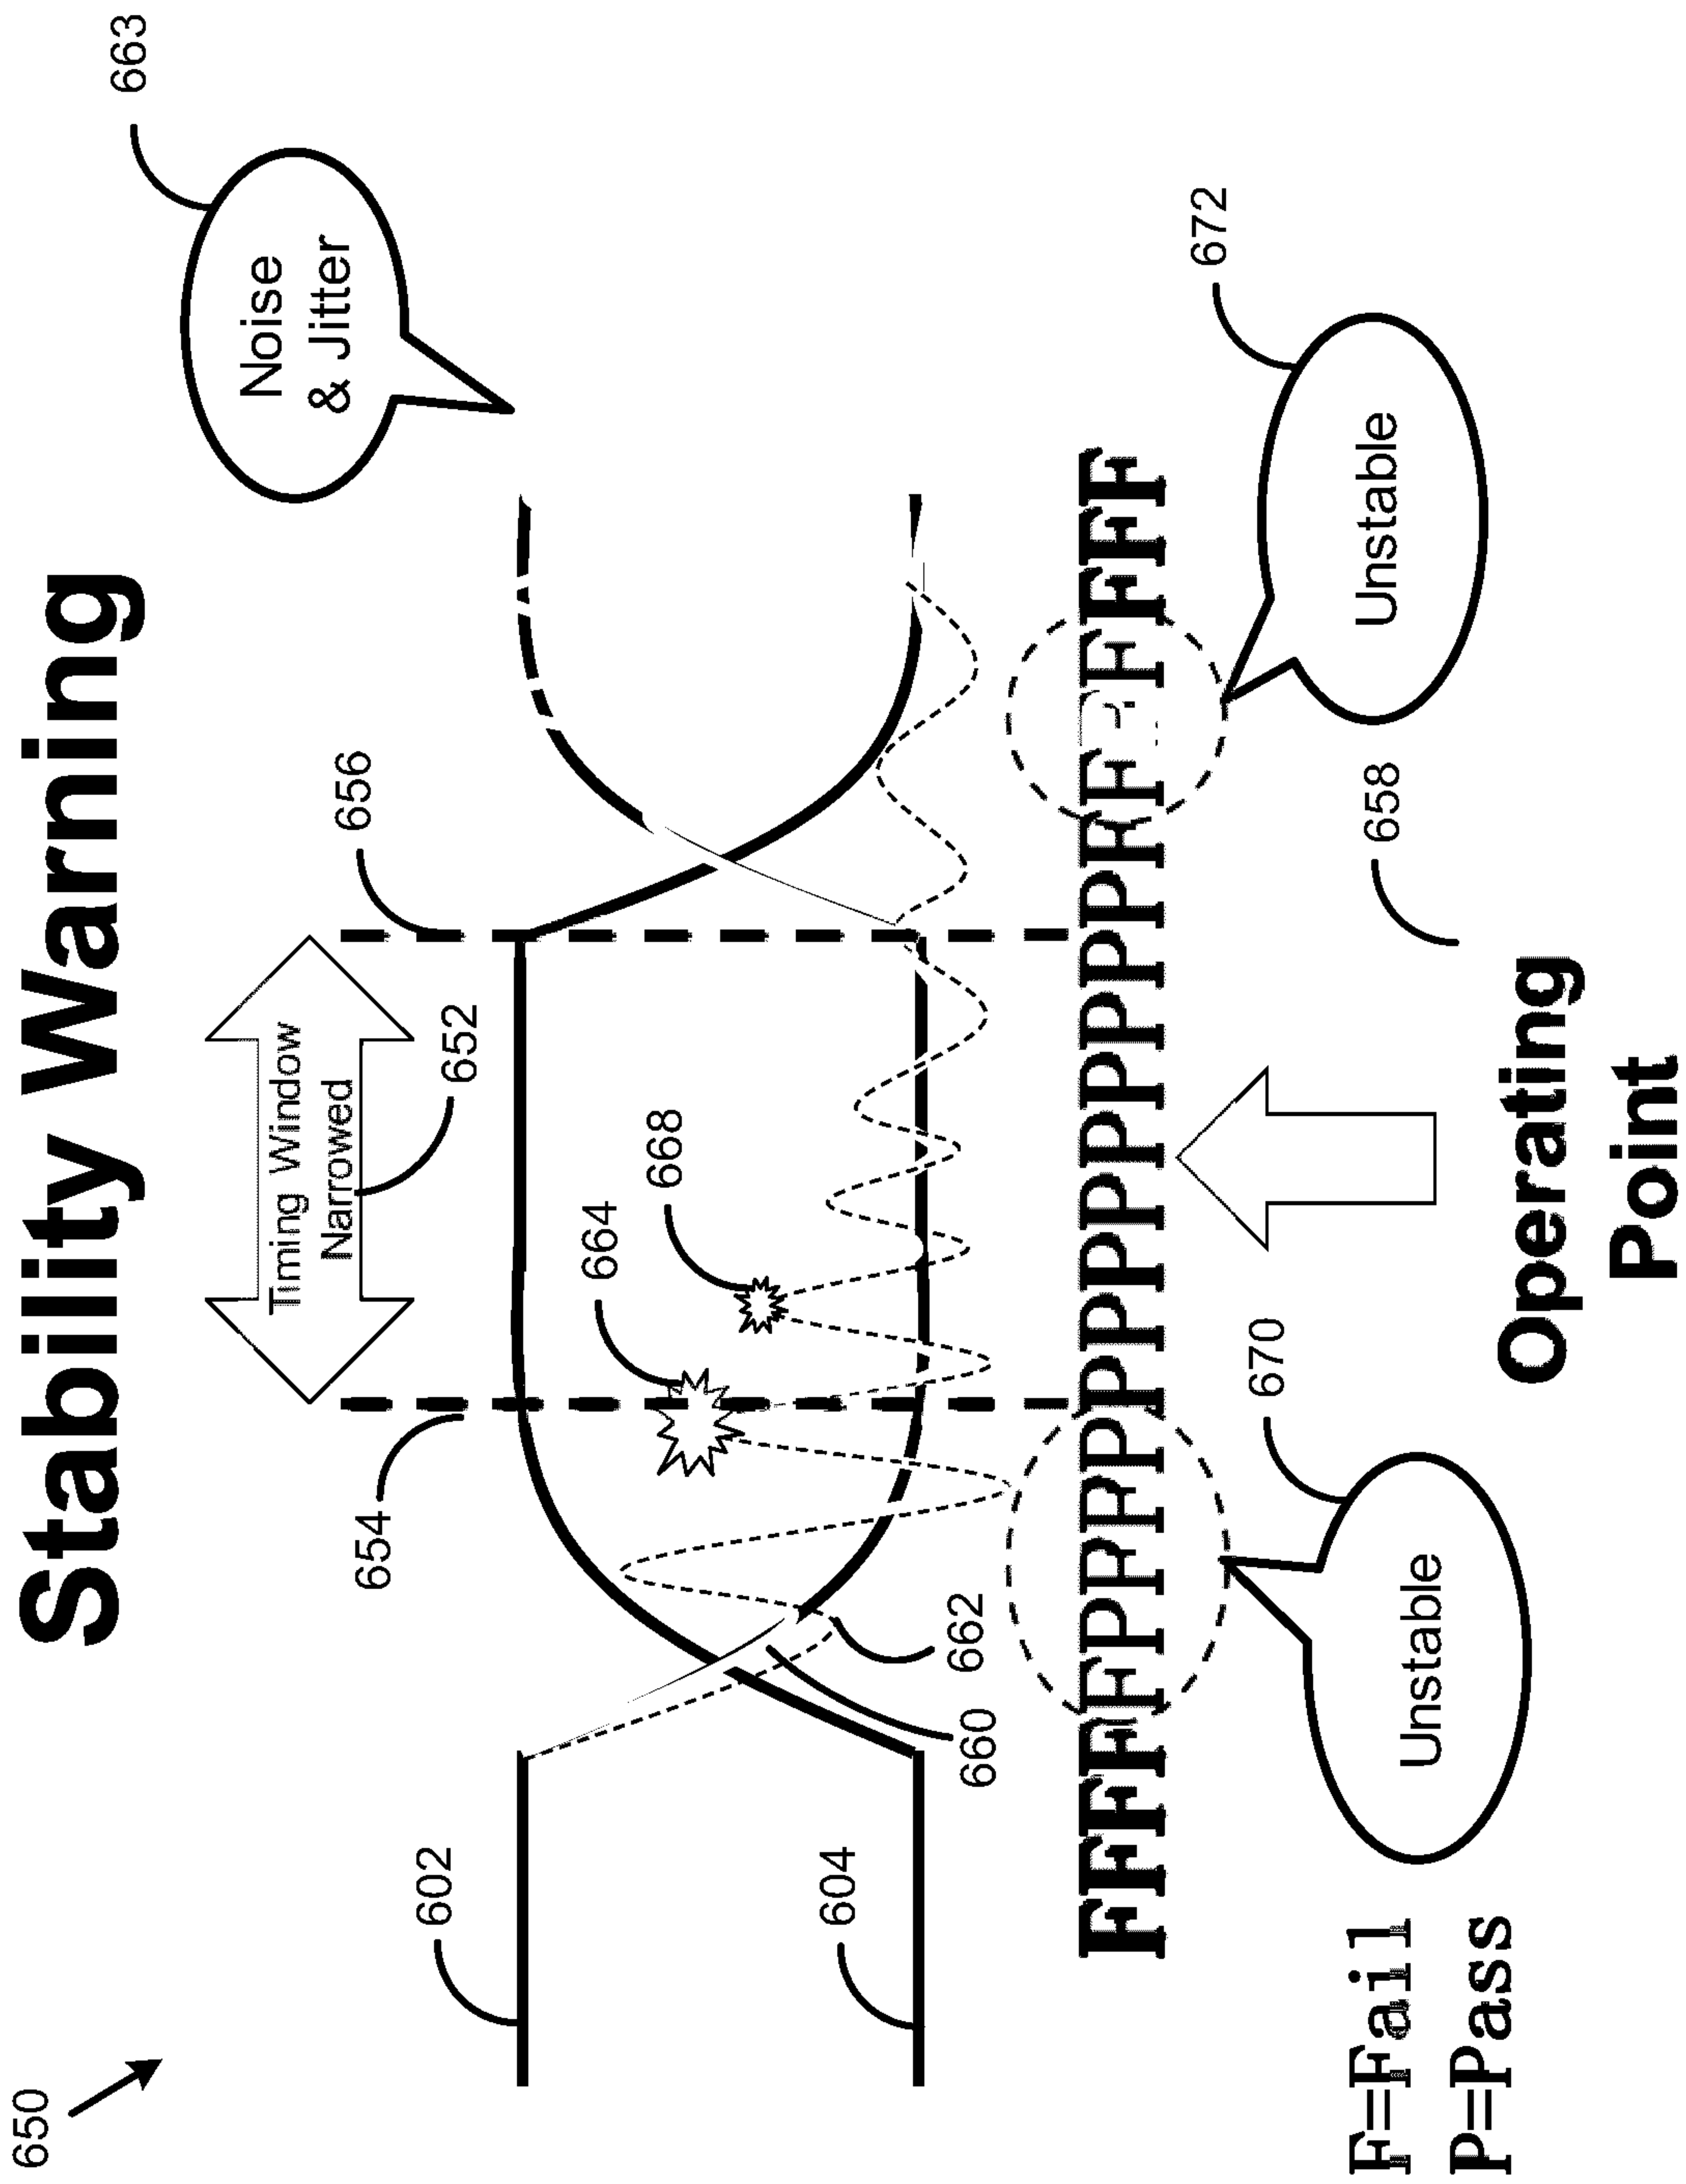 650
Stability Warning
663
Noise
& Jitter
Timing Window
Narrowed
652
654
656
602
664
668
604
660
662
670
672
Unstable
Unstable
658
F=Fail
P=Pass
Operating
Point